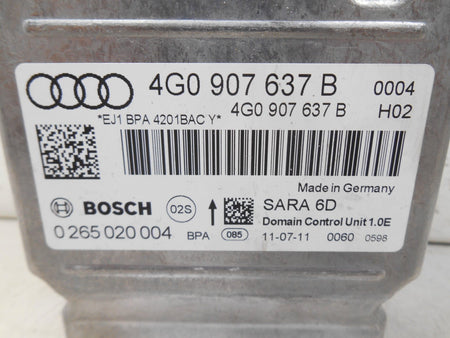 4G0 907 637 B 0004
4G0 907 637 B H02
*EJ1 BPA 4201BAC Y*
Made in Germany
BOSCH 02S SARA 6D
Domain Control Unit 1.0E
0 265 020 004 BPA 085 11-07-11 0060 0598